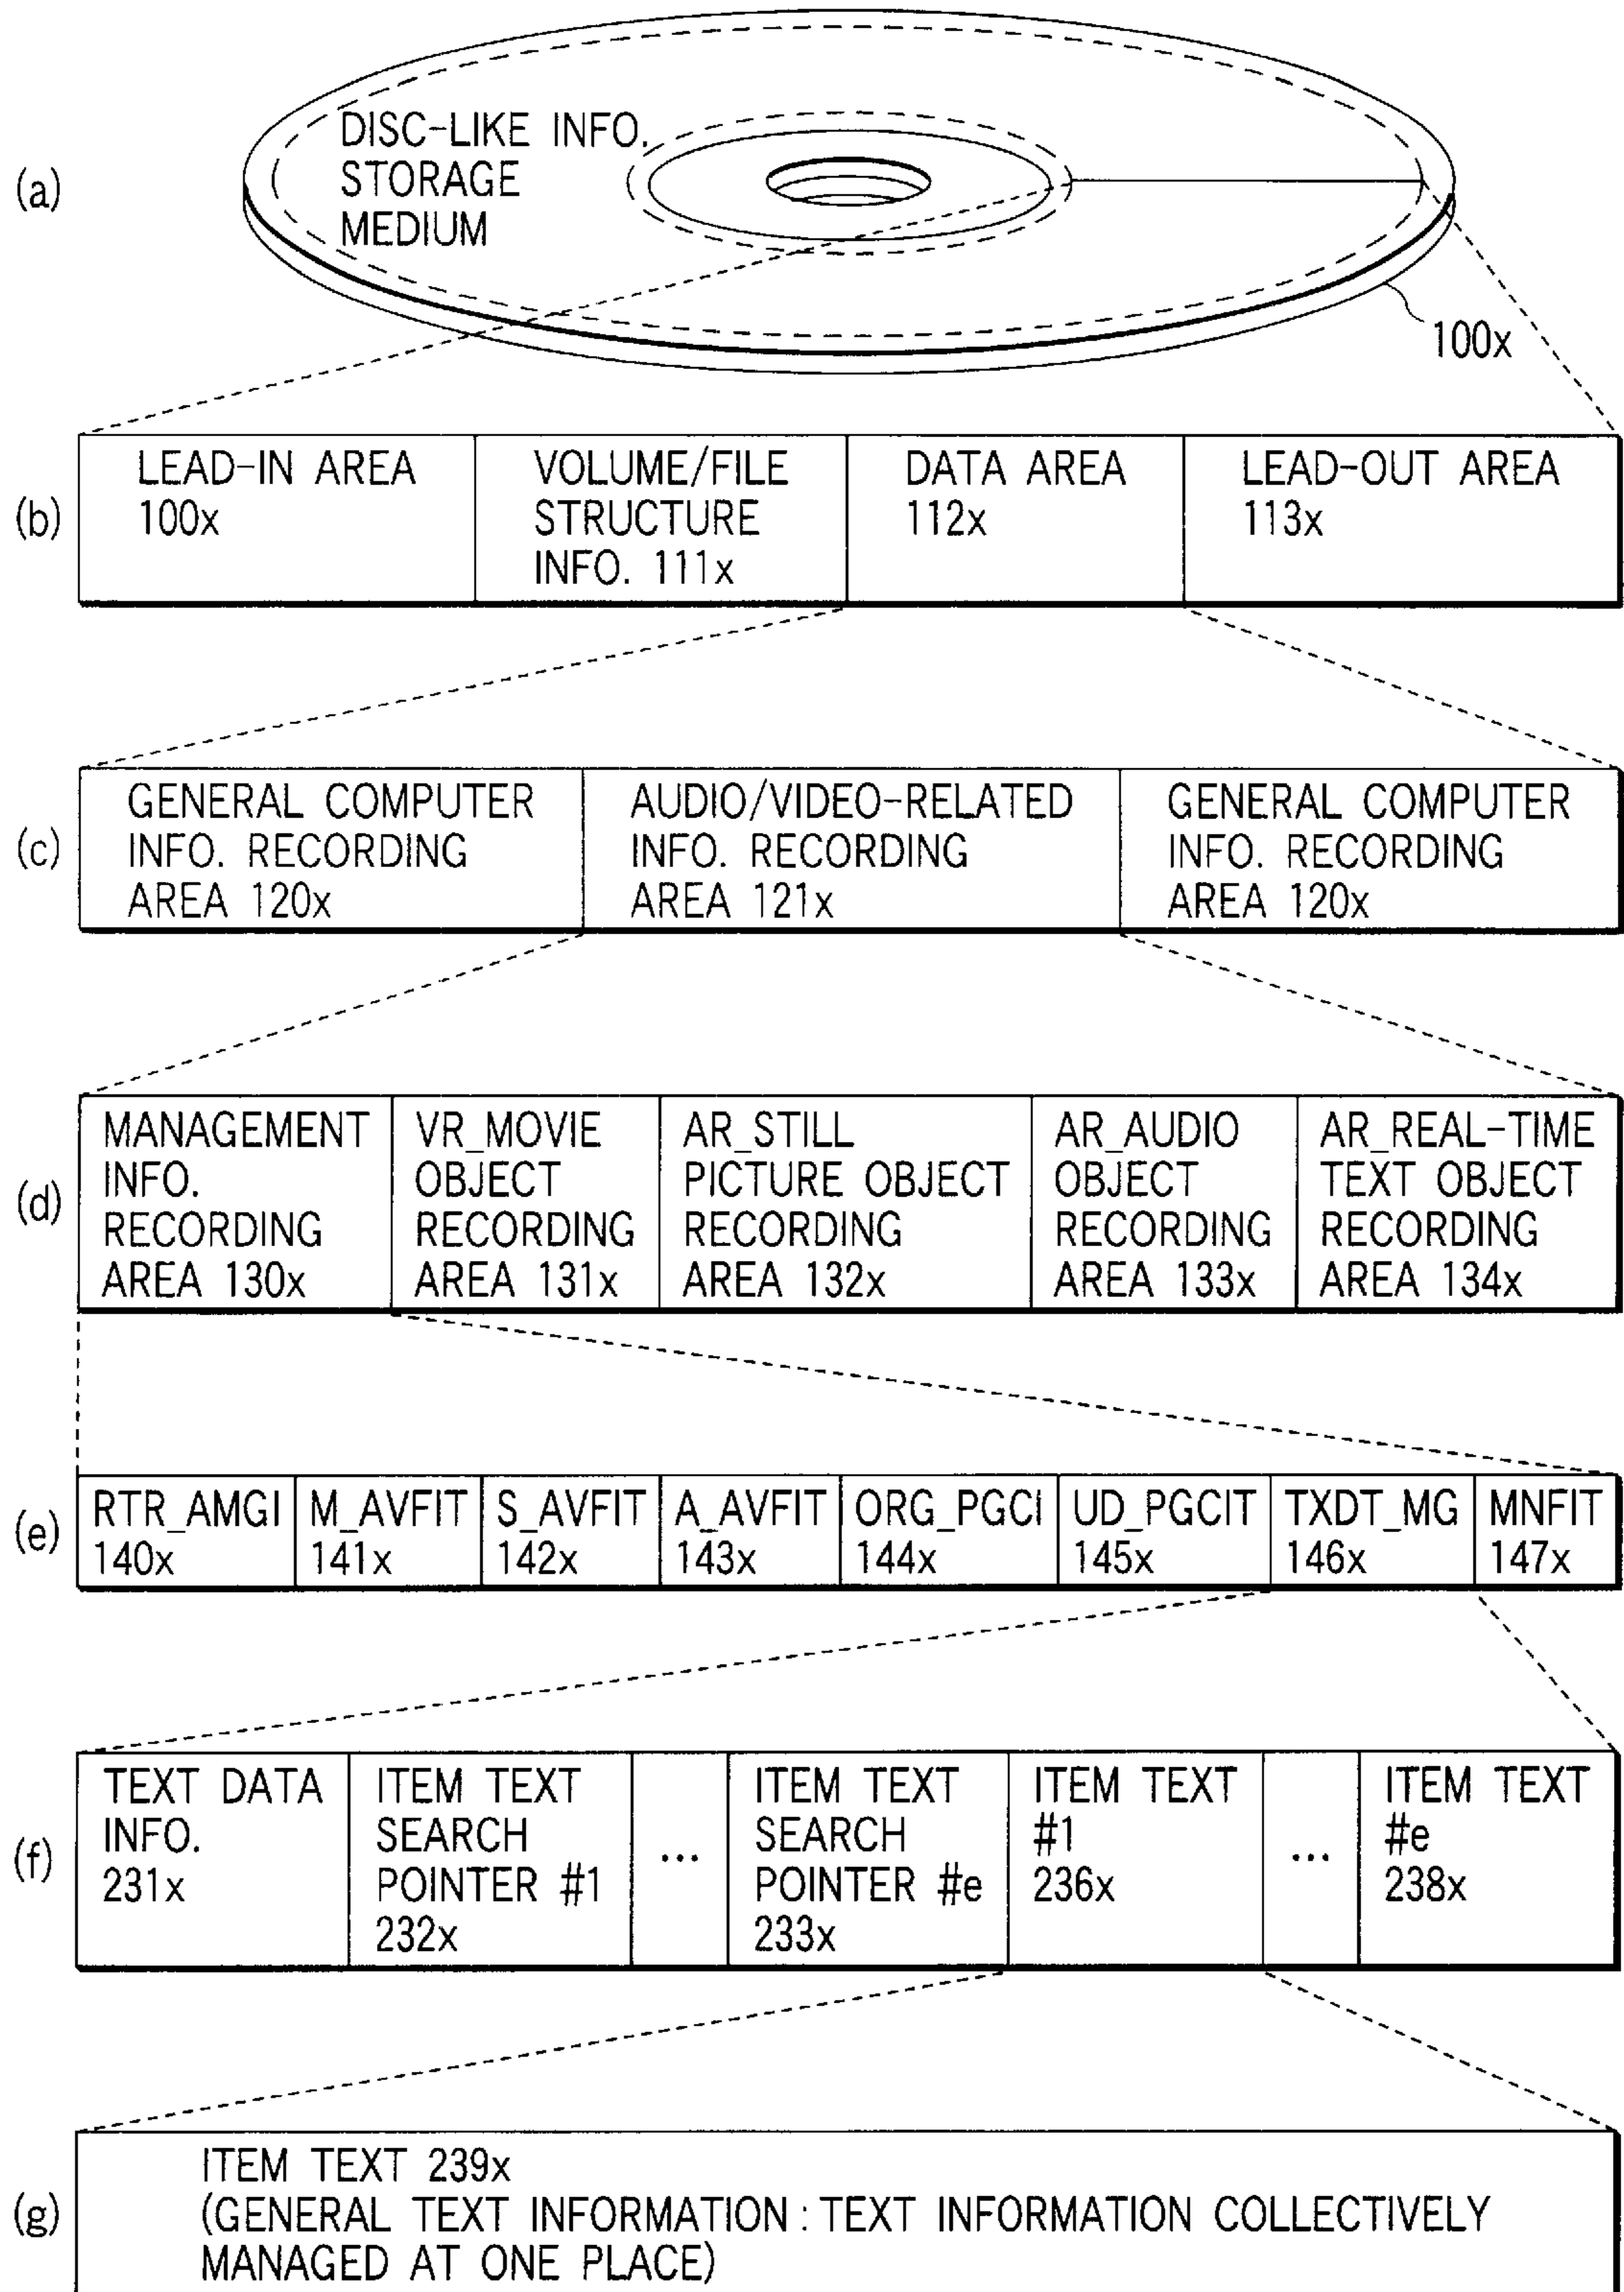 (a)
DISC-LIKE INFO.
STORAGE
MEDIUM
100x
(b)
LEAD-IN AREA
100x
VOLUME/FILE
STRUCTURE
INFO. 111x
DATA AREA
112x
LEAD-OUT AREA
113x
(c)
GENERAL COMPUTER
INFO. RECORDING
AREA 120x
AUDIO/VIDEO-RELATED
INFO. RECORDING
AREA 121x
GENERAL COMPUTER
INFO. RECORDING
AREA 120x
(d)
MANAGEMENT
INFO.
RECORDING
AREA 130x
VR_MOVIE
OBJECT
RECORDING
AREA 131x
AR_STILL
PICTURE OBJECT
RECORDING
AREA 132x
AR_AUDIO
OBJECT
RECORDING
AREA 133x
AR_REAL-TIME
TEXT OBJECT
RECORDING
AREA 134x
(e)
RTR_AMGI
140x
M_AVFIT
141x
S_AVFIT
142x
A_AVFIT
143x
ORG_PGCI
144x
UD_PGCIT
145x
TXDT_MG
146x
MNFIT
147x
(f)
TEXT DATA
INFO.
231x
ITEM TEXT
SEARCH
POINTER #1
232x
...
ITEM TEXT
SEARCH
POINTER #e
233x
ITEM TEXT
#1
236x
...
ITEM TEXT
#e
238x
(g)
ITEM TEXT 239x
(GENERAL TEXT INFORMATION : TEXT INFORMATION COLLECTIVELY
MANAGED AT ONE PLACE)